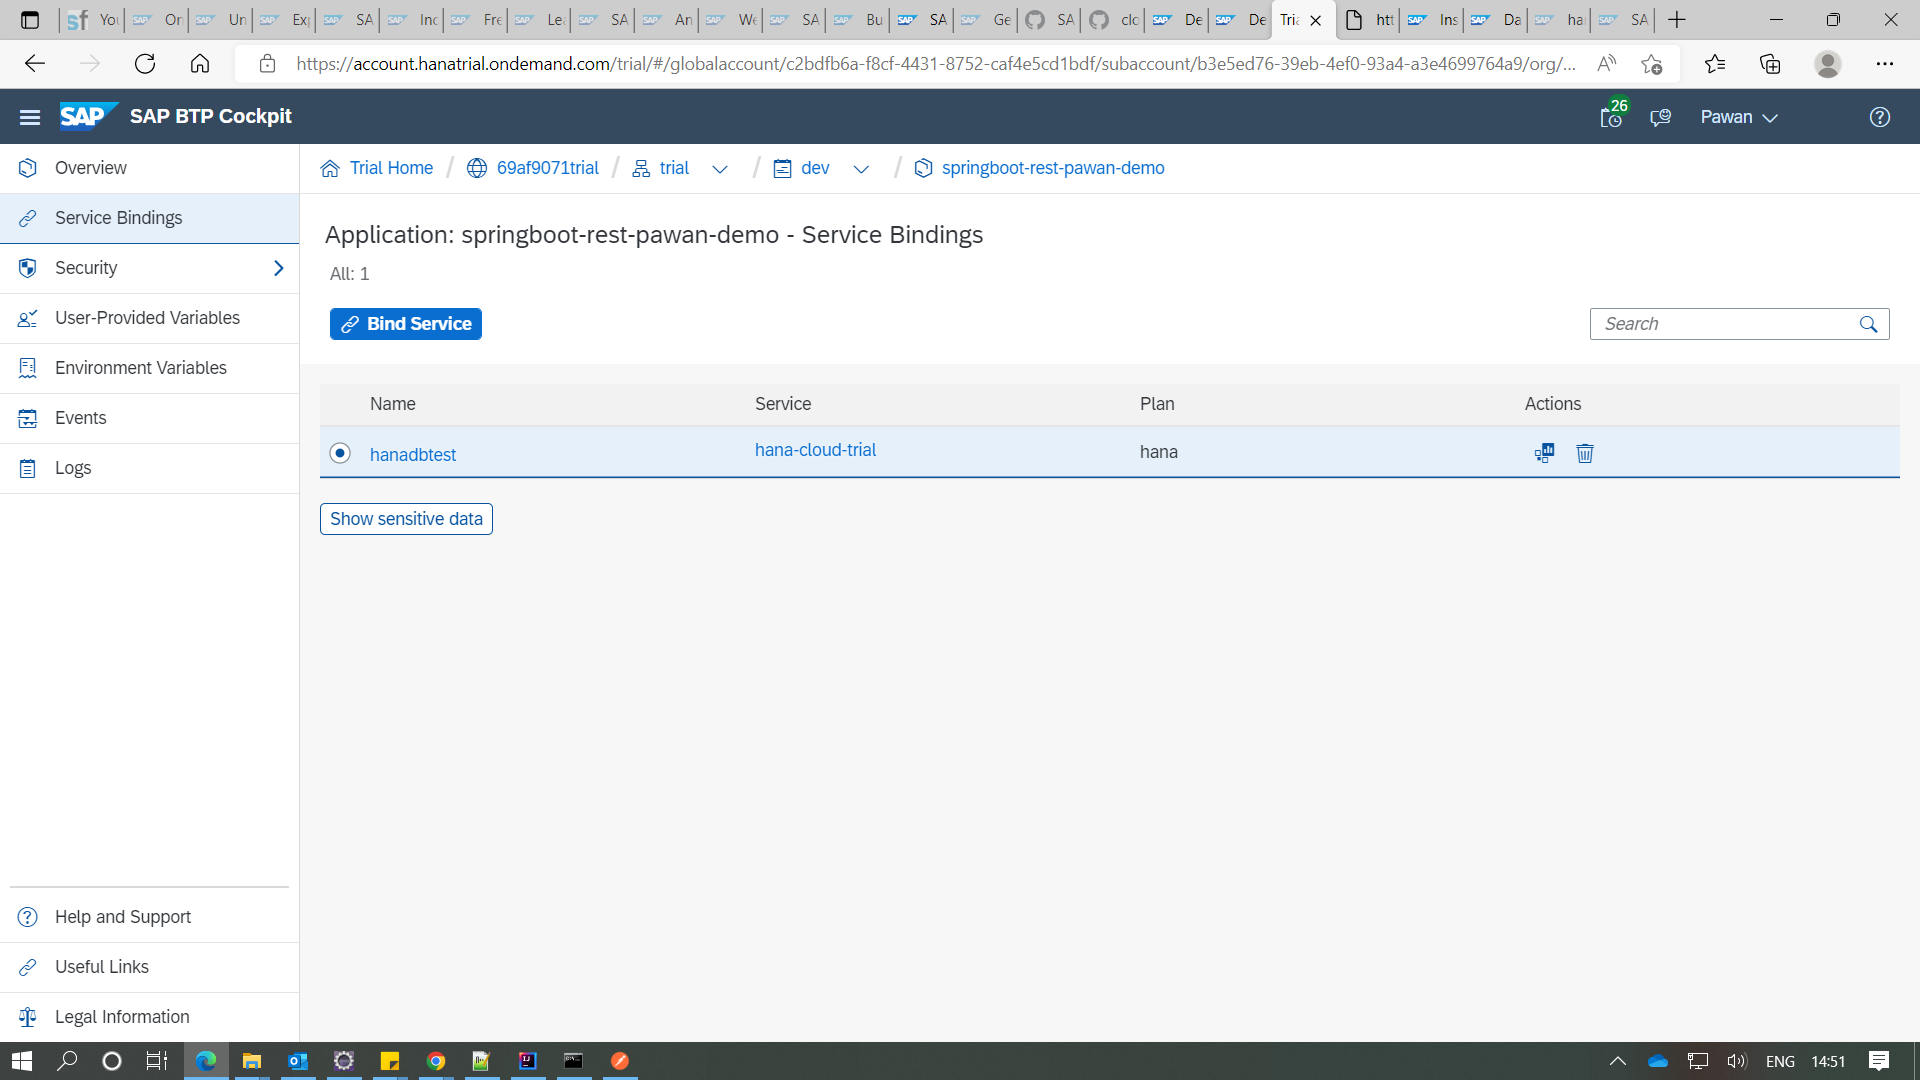 You
On
Un
Exp
SA
Inc
Fre
Le
SA
An
We
SA
Bu
SA
Ge
SA
clo
De
De
Tria
htt
Ins
Da
ha
SA
https://account.hanatrial.ondemand.com/trial/#/globalaccount/c2bdfb6a-f8cf-4431-8752-caf4e5cd1bdf/subaccount/b3e5ed76-39eb-4ef0-93a4-a3e4699764a9/org/...
SAP SAP BTP Cockpit
26
Pawan
Overview
Service Bindings
Security
User-Provided Variables
Environment Variables
Events
Logs
Help and Support
Useful Links
Legal Information
Trial Home / 69af9071trial / trial / dev / springboot-rest-pawan-demo
Application: springboot-rest-pawan-demo - Service Bindings
All: 1
Bind Service
Search
Name Service Plan Actions
hanadbtest hana-cloud-trial hana
Show sensitive data
ENG 14:51